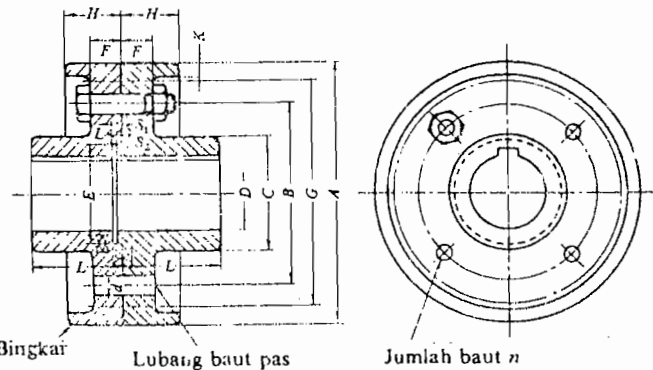 H H
F F
K
L
E D C B G A
L L
d
Bingkai
Lubang baut pas
Jumlah baut n